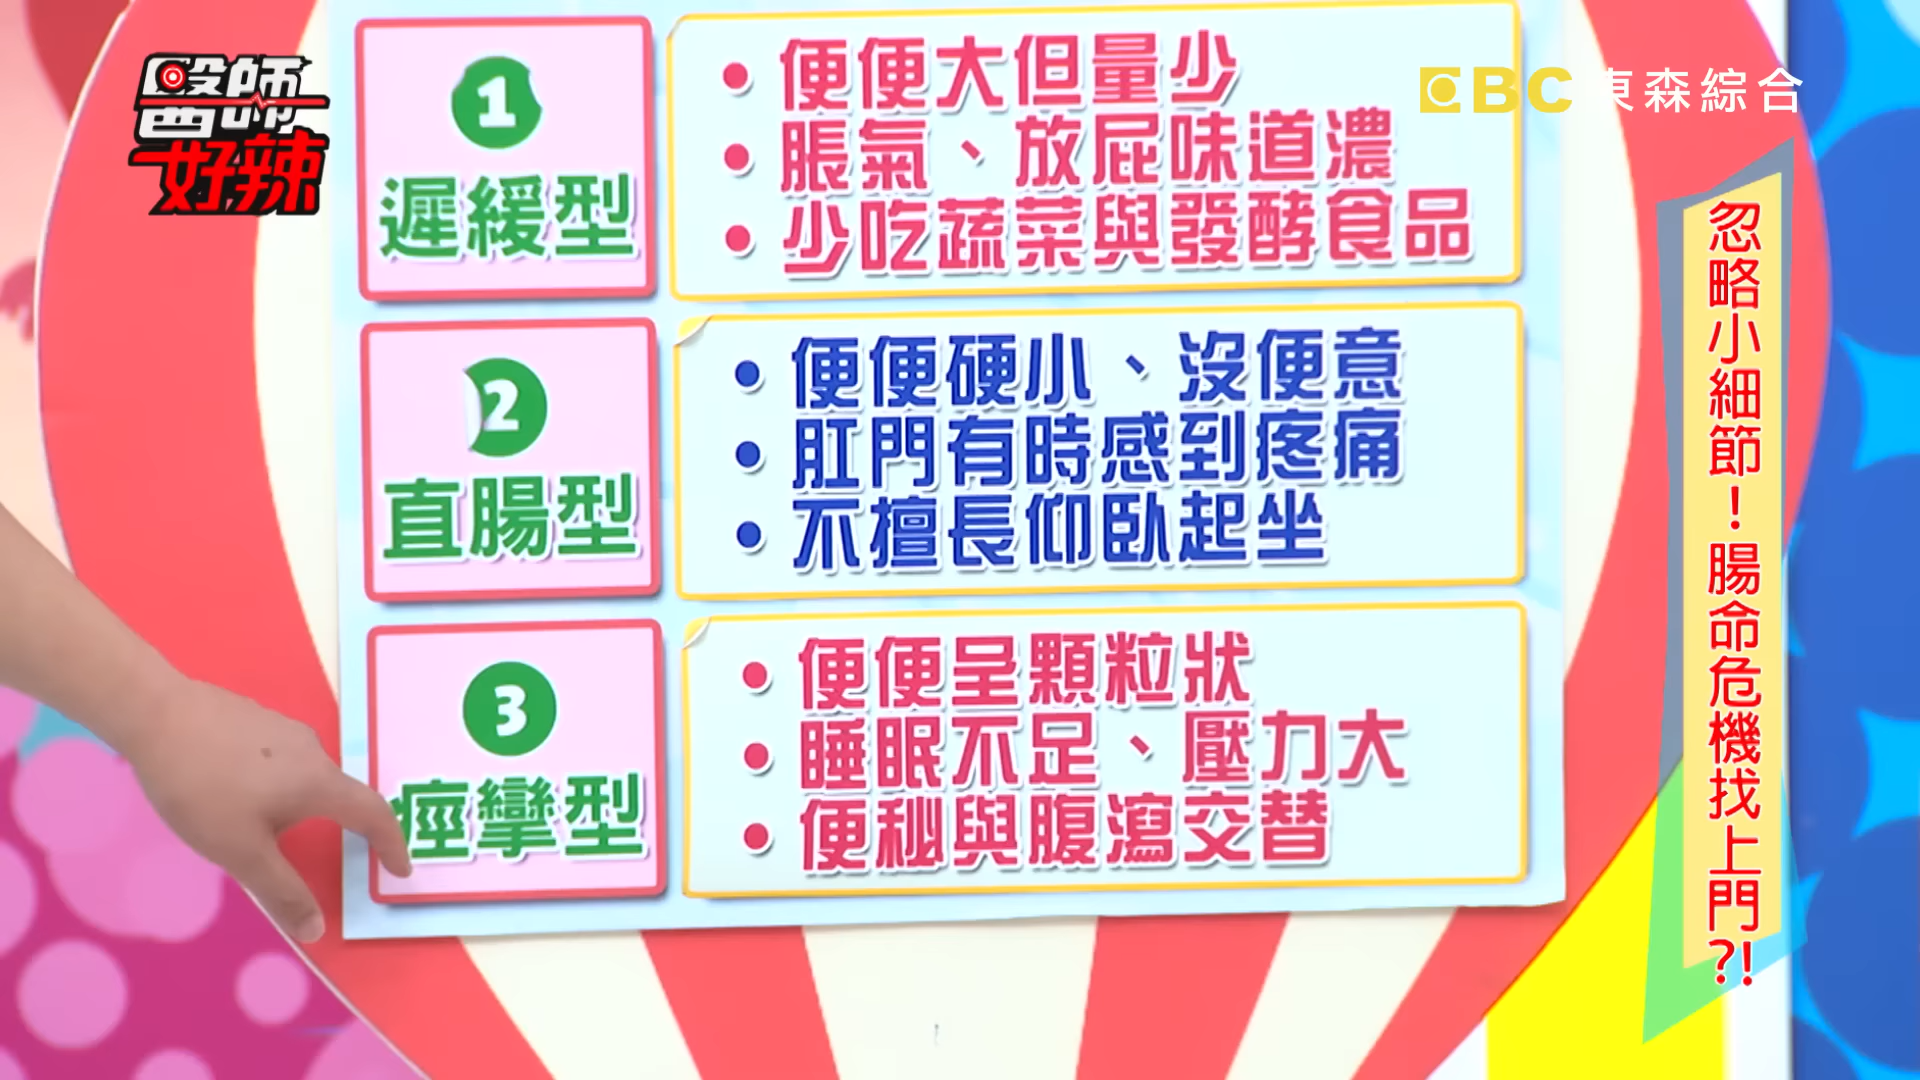 醫師
好辣
EBC 東森綜合
1
遲緩型
• 便便大但量少
• 脹氣、放屁味道濃
• 少吃蔬菜與發酵食品
2
直腸型
• 便便硬小、沒便意
• 肛門有時感到疼痛
• 不擅長仰臥起坐
3
痙攣型
• 便便呈顆粒狀
• 睡眠不足、壓力大
• 便秘與腹瀉交替
忽略小細節！腸命危機找上門?!